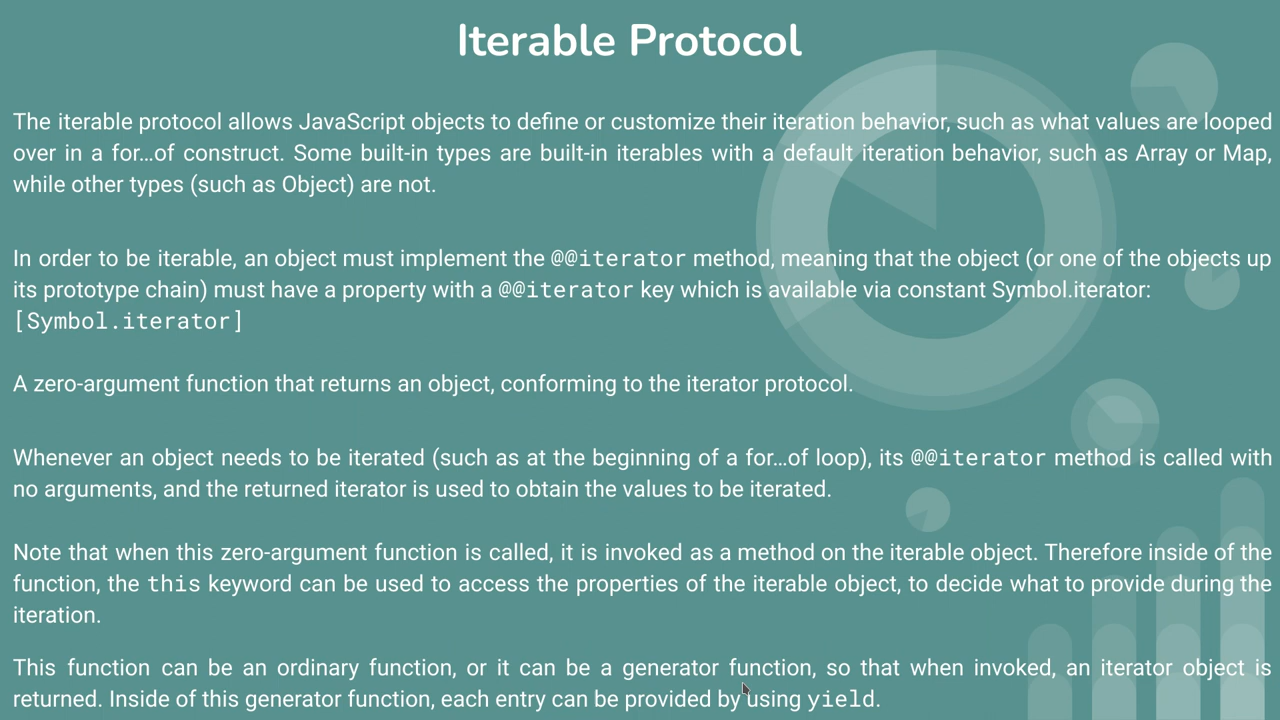 Iterable Protocol
The iterable protocol allows JavaScript objects to define or customize their iteration behavior, such as what values are looped
over in a for…of construct. Some built-in types are built-in iterables with a default iteration behavior, such as Array or Map,
while other types (such as Object) are not.
In order to be iterable, an object must implement the @@iterator method, meaning that the object (or one of the objects up
its prototype chain) must have a property with a @@iterator key which is available via constant Symbol.iterator:
[Symbol.iterator]
A zero-argument function that returns an object, conforming to the iterator protocol.
Whenever an object needs to be iterated (such as at the beginning of a for…of loop), its @@iterator method is called with
no arguments, and the returned iterator is used to obtain the values to be iterated.
Note that when this zero-argument function is called, it is invoked as a method on the iterable object. Therefore inside of the
function, the this keyword can be used to access the properties of the iterable object, to decide what to provide during the
iteration.
This function can be an ordinary function, or it can be a generator function, so that when invoked, an iterator object is
returned. Inside of this generator function, each entry can be provided by using yield.